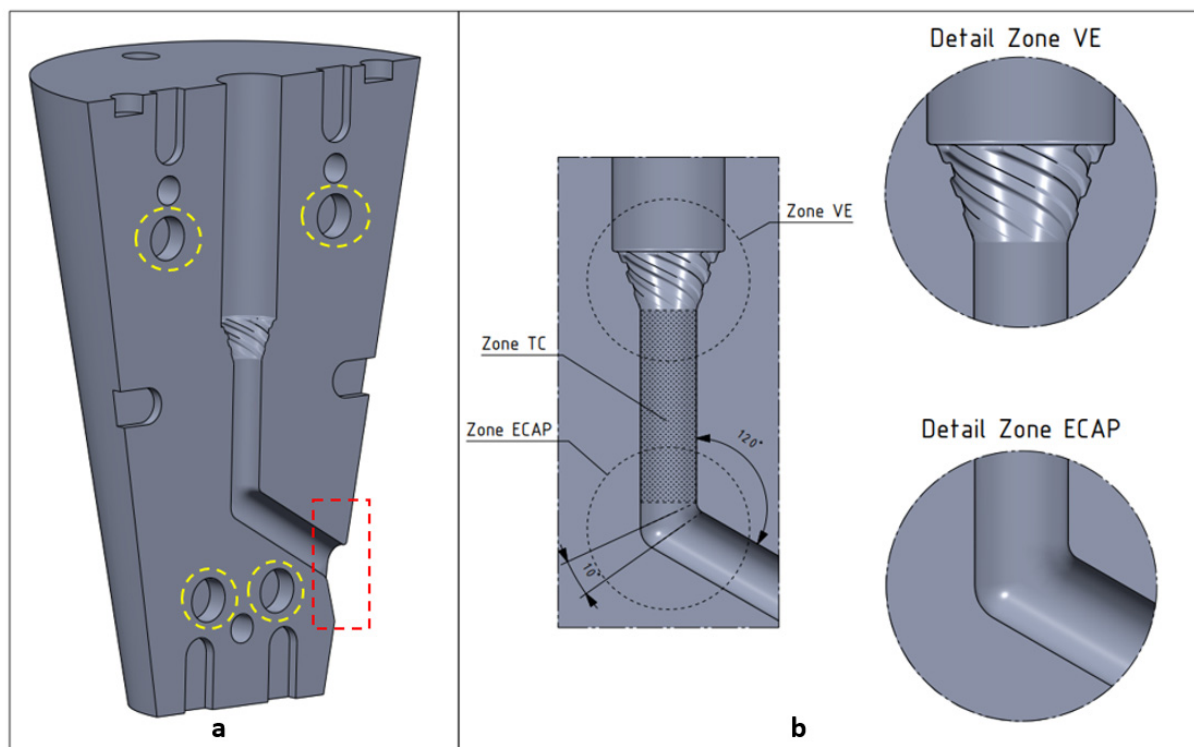 Detail Zone VE
Zone VE
Zone TC
Zone ECAP
120°
10°
Detail Zone ECAP
a
b